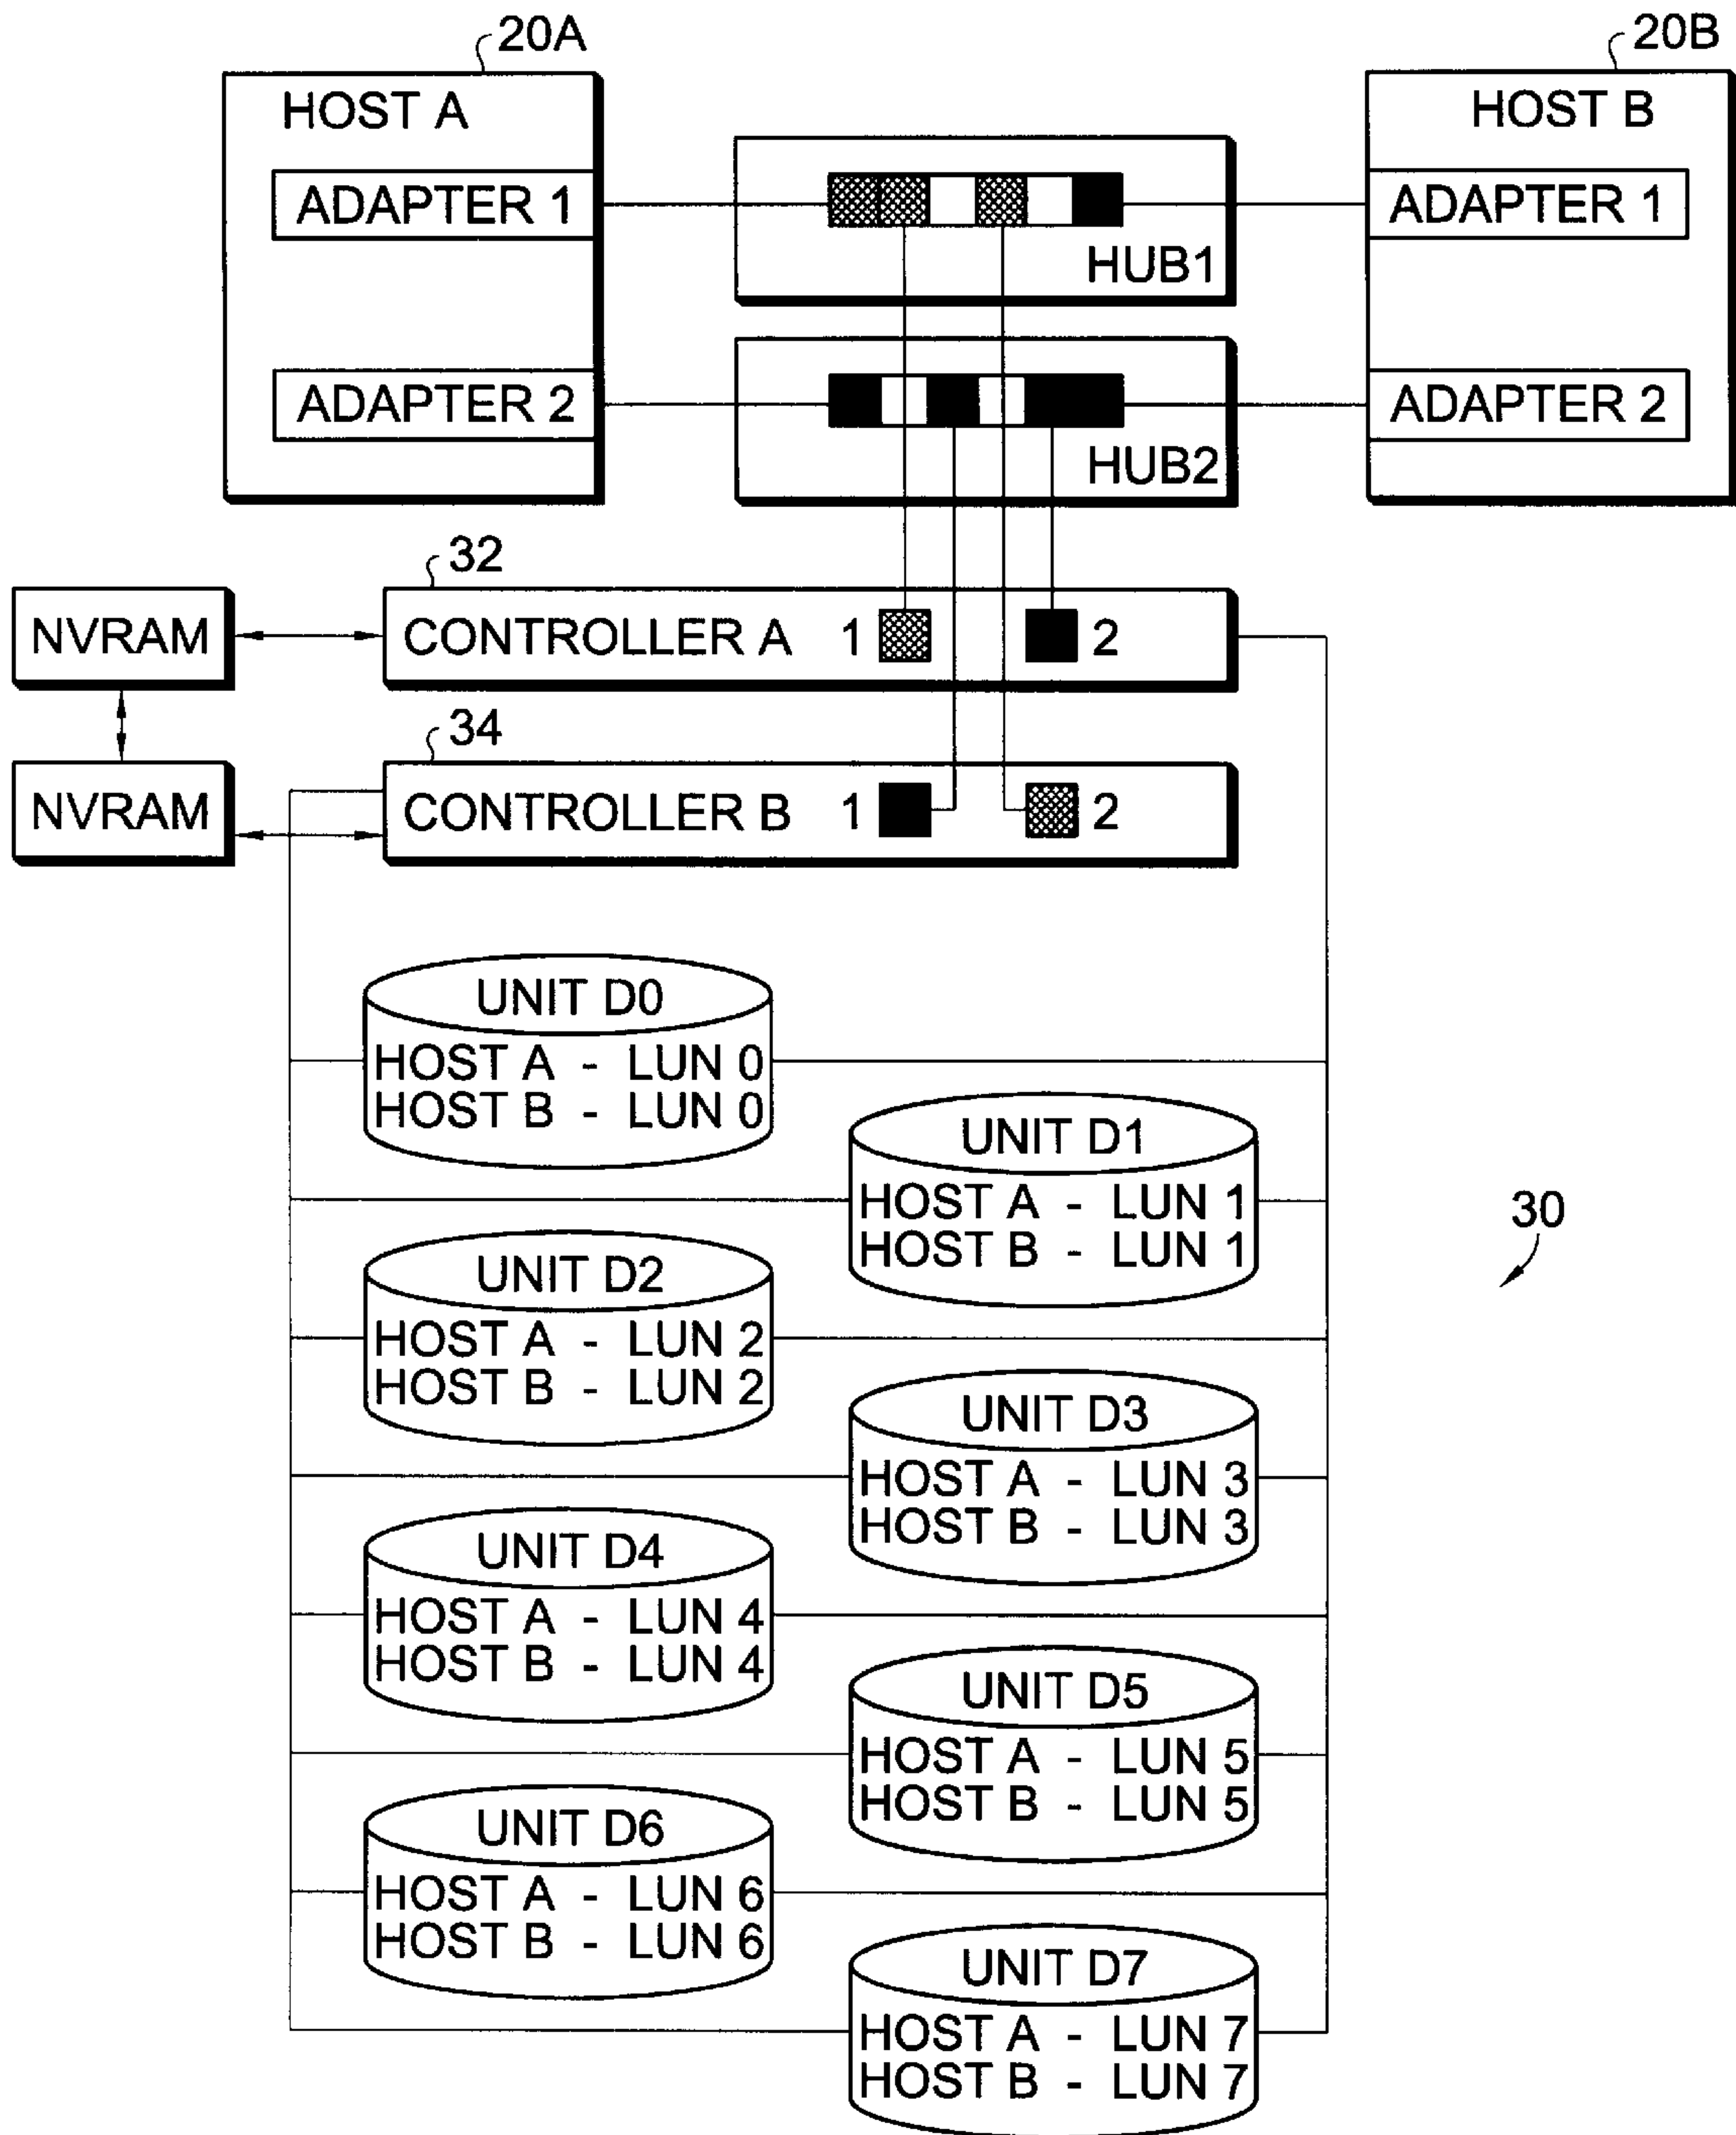 20A
20B
HOST A
HOST B
ADAPTER 1
ADAPTER 1
HUB1
ADAPTER 2
ADAPTER 2
HUB2
32
NVRAM
CONTROLLER A 1 2
34
NVRAM
CONTROLLER B 1 2
UNIT D0
HOST A - LUN 0
HOST B - LUN 0
UNIT D1
HOST A - LUN 1
HOST B - LUN 1
30
UNIT D2
HOST A - LUN 2
HOST B - LUN 2
UNIT D3
HOST A - LUN 3
HOST B - LUN 3
UNIT D4
HOST A - LUN 4
HOST B - LUN 4
UNIT D5
HOST A - LUN 5
HOST B - LUN 5
UNIT D6
HOST A - LUN 6
HOST B - LUN 6
UNIT D7
HOST A - LUN 7
HOST B - LUN 7